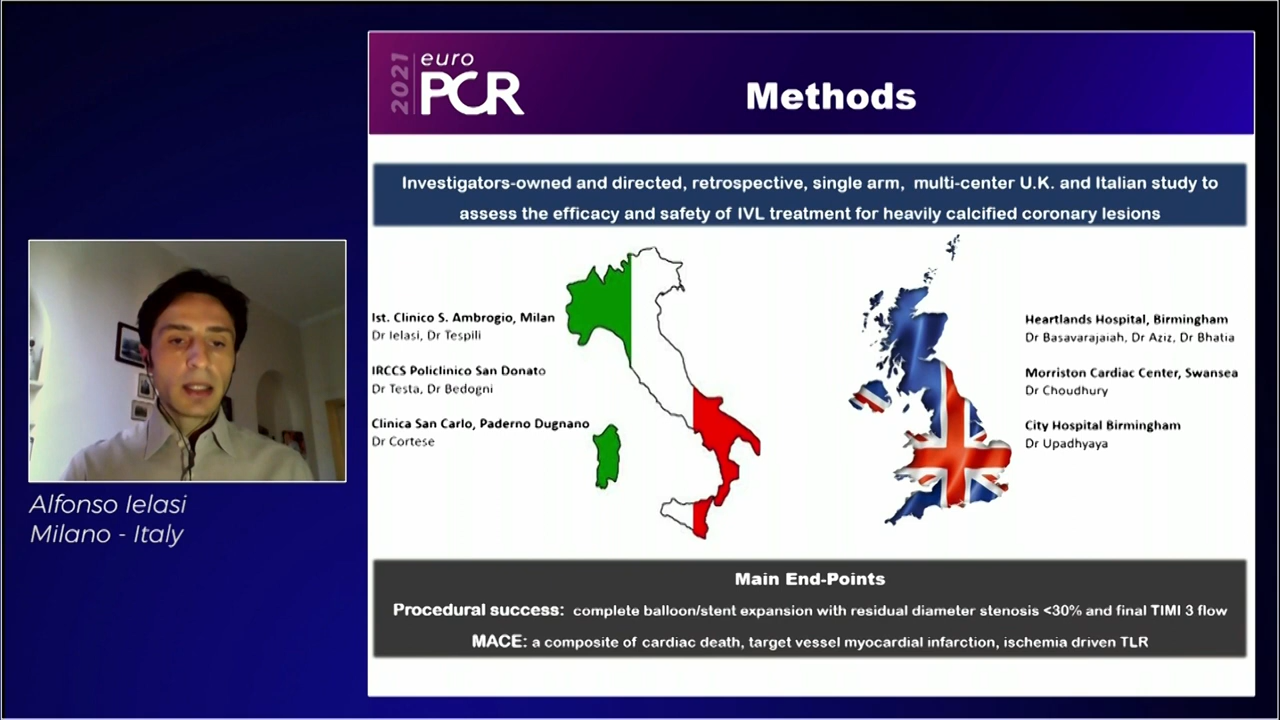 2021
euro
PCR
Methods
Investigators-owned and directed, retrospective, single arm, multi-center U.K. and Italian study to
assess the efficacy and safety of IVL treatment for heavily calcified coronary lesions
Ist. Clinico S. Ambrogio, Milan
Dr Ielasi, Dr Tespili
IRCCS Policlinico San Donato
Dr Testa, Dr Bedogni
Clinica San Carlo, Paderno Dugnano
Dr Cortese
Heartlands Hospital, Birmingham
Dr Basavarajaiah, Dr Aziz, Dr Bhatia
Morriston Cardiac Center, Swansea
Dr Choudhury
City Hospital Birmingham
Dr Upadhyaya
Alfonso Ielasi
Milano - Italy
Main End-Points
Procedural success: complete balloon/stent expansion with residual diameter stenosis <30% and final TIMI 3 flow
MACE: a composite of cardiac death, target vessel myocardial infarction, ischemia driven TLR